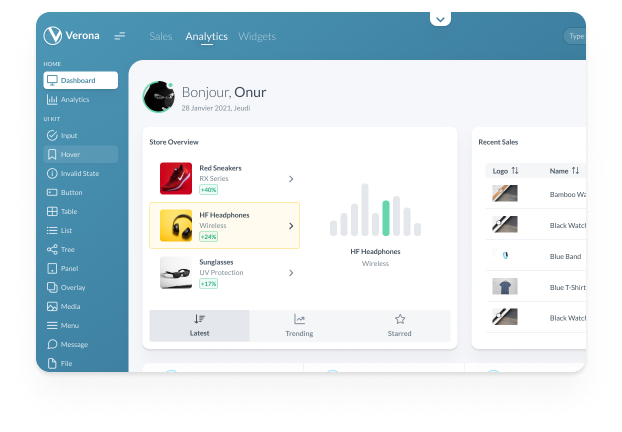 Verona
Sales Analytics Widgets
Type
HOME
Dashboard
Analytics
UI KIT
Input
Hover
Invalid State
Button
Table
List
Tree
Panel
Overlay
Media
Menu
Message
File
Bonjour, Onur
28 Janvier 2021, Jeudi
Store Overview
Red Sneakers
RX Series
+40%
HF Headphones
Wireless
+24%
Sunglasses
UV Protection
+17%
HF Headphones
Wireless
Latest
Trending
Starred
Recent Sales
Logo Name
Bamboo Wa
Black Watch
Blue Band
Blue T-Shirt
Black Watch